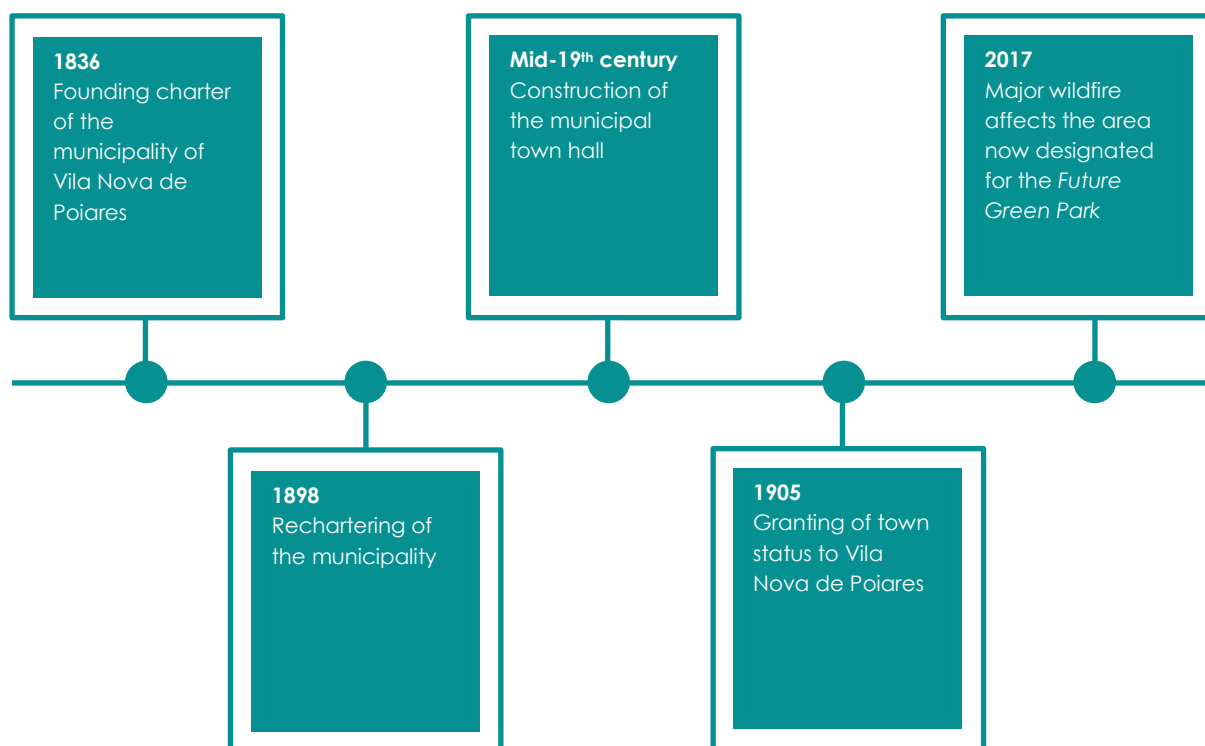 1836
Founding charter
of the
municipality of
Vila Nova de
Poiares
1898
Rechartering of
the municipality
Mid-19th century
Construction of
the municipal
town hall
1905
Granting of town
status to Vila
Nova de Poiares
2017
Major wildfire
affects the area
now designated
for the Future
Green Park